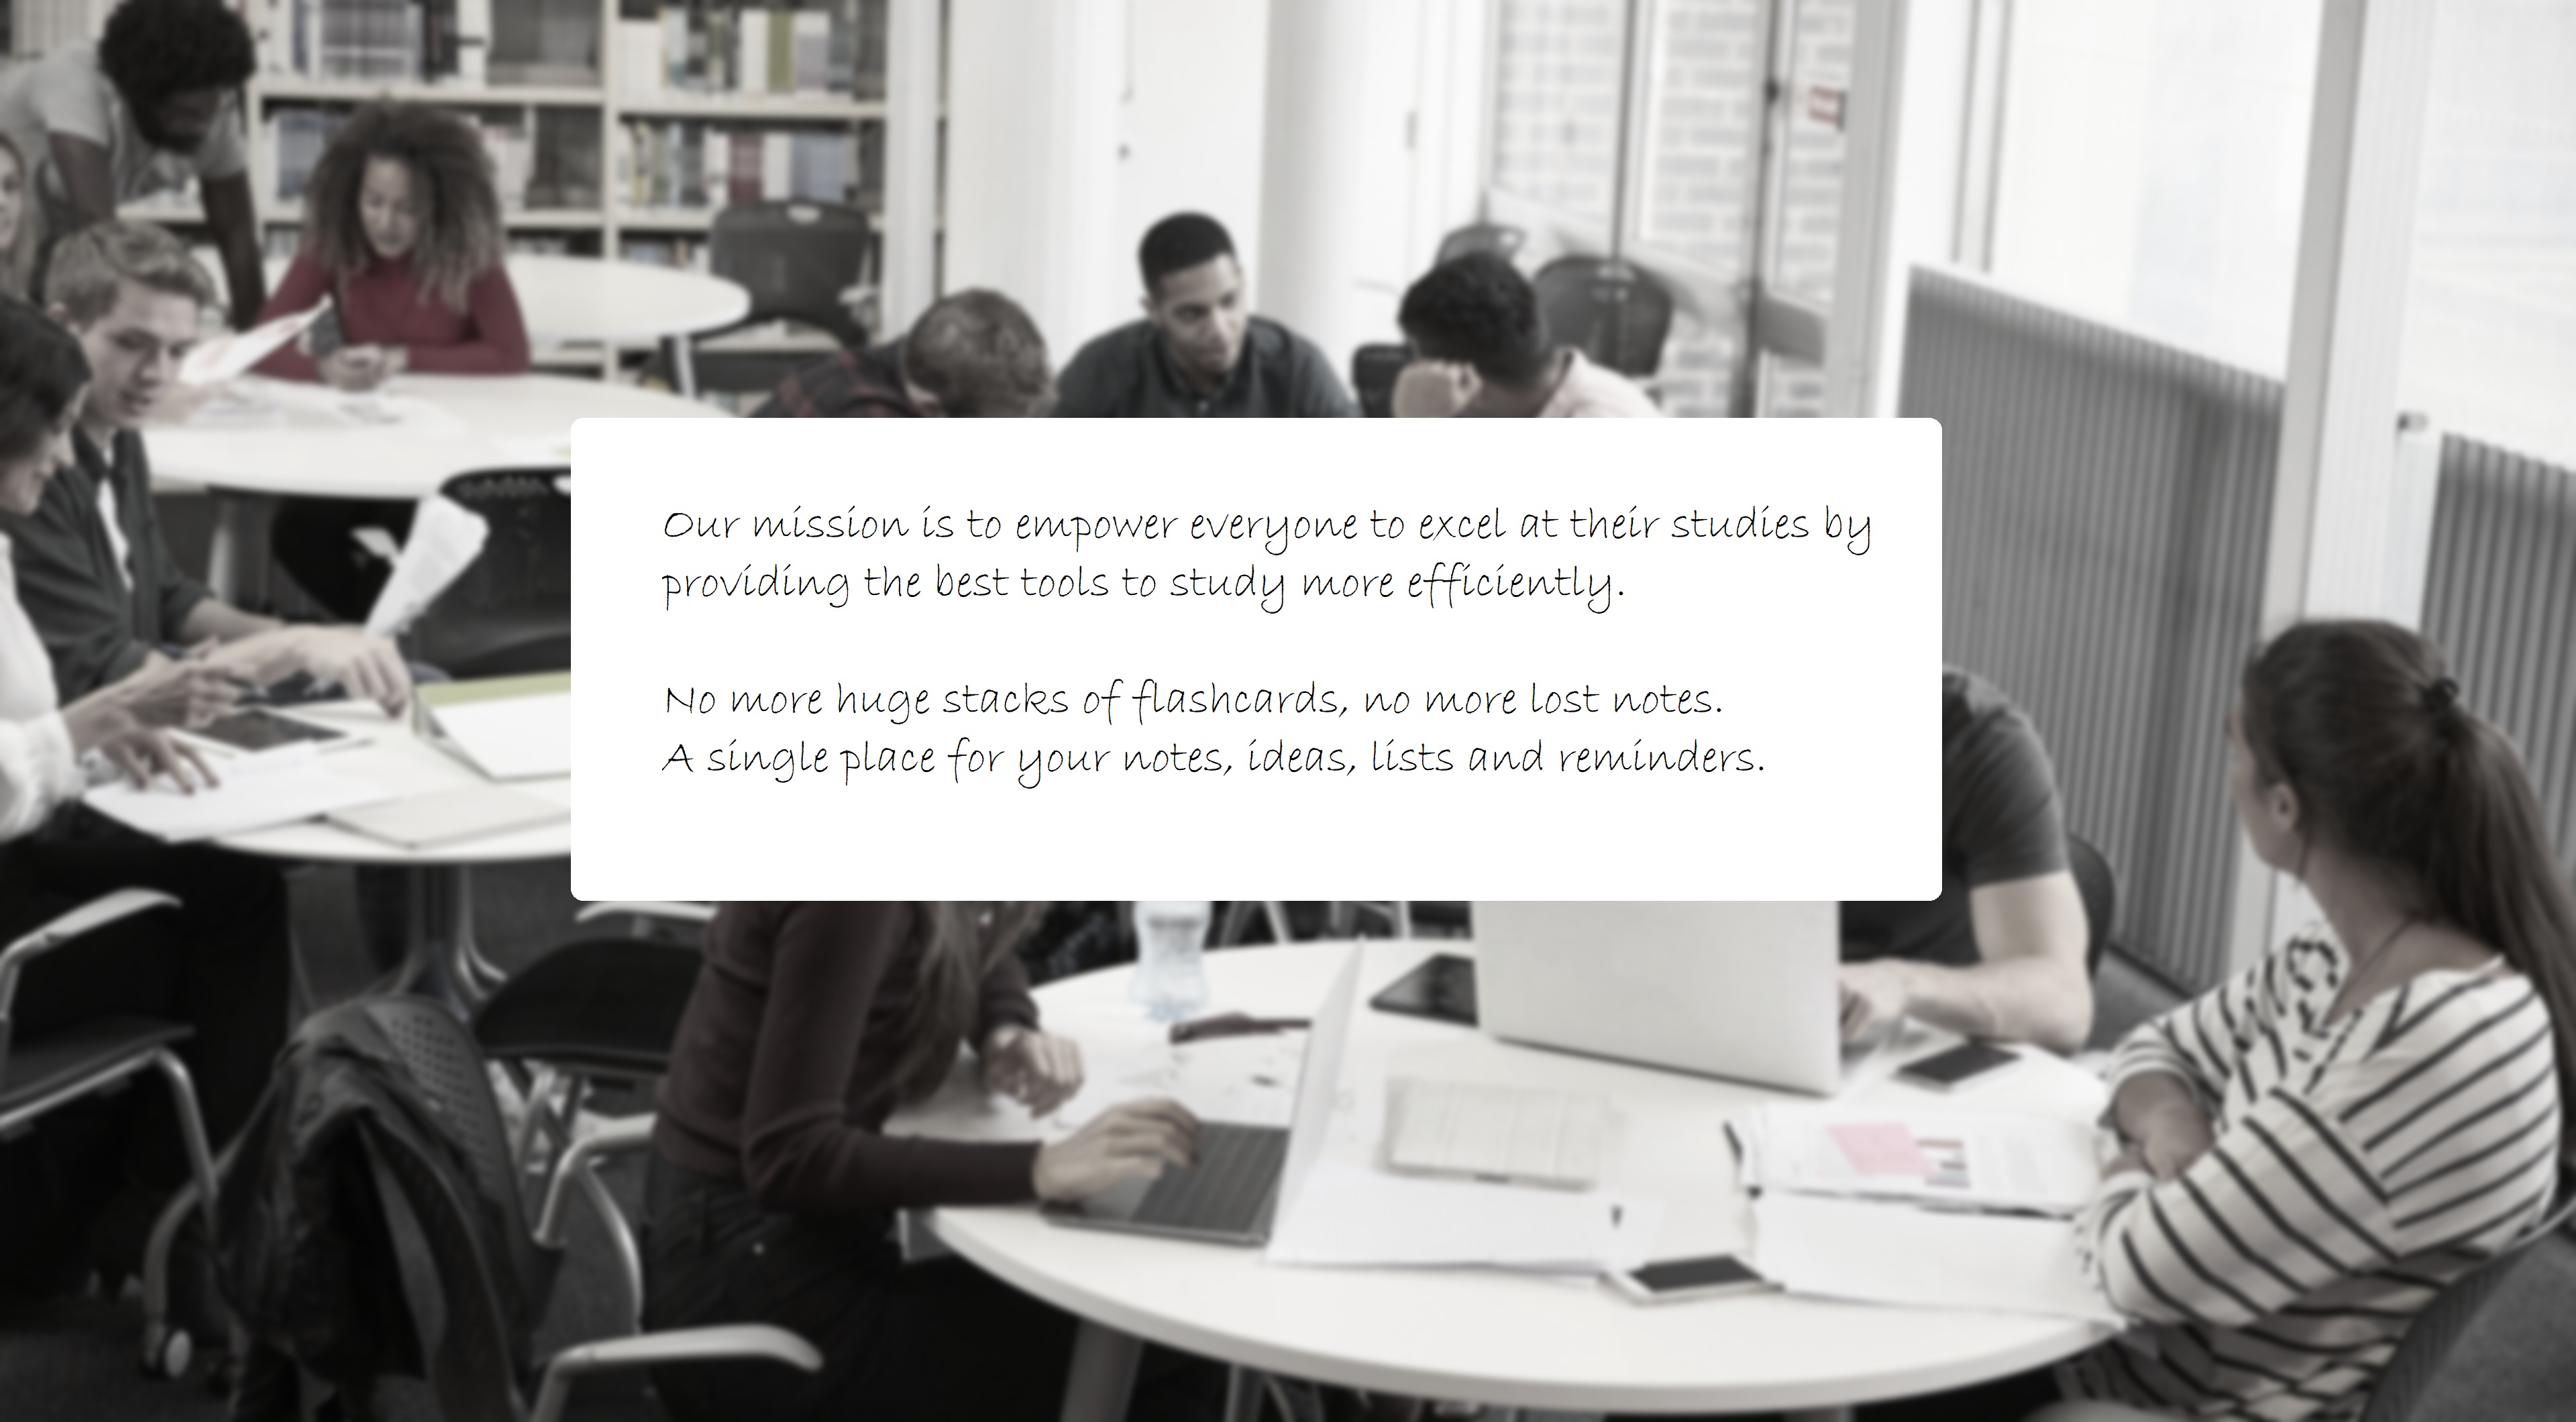 Our mission is to empower everyone to excel at their studies by
providing the best tools to study more efficiently.
No more huge stacks of flashcards, no more lost notes.
A single place for your notes, ideas, lists and reminders.